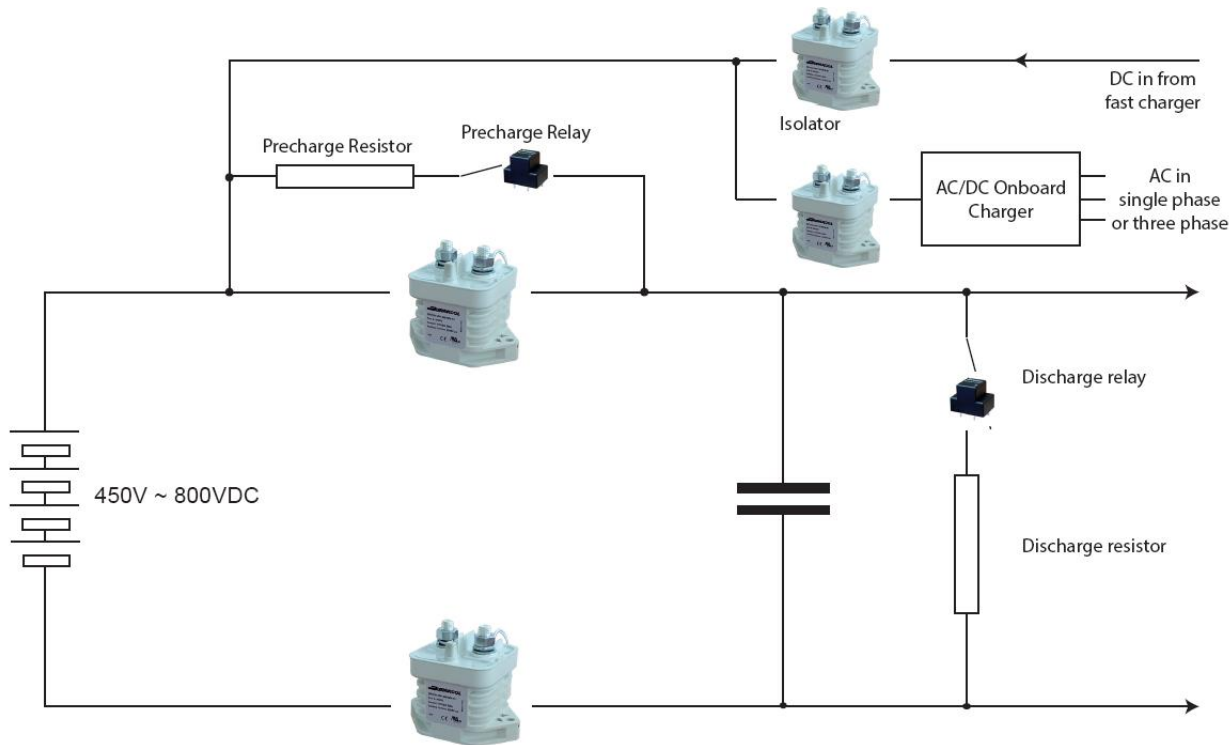 DC in from
fast charger
Isolator
Precharge Relay
Precharge Resistor
AC/DC Onboard
Charger
AC in
single phase
or three phase
Discharge relay
450V ~ 800VDC
Discharge resistor